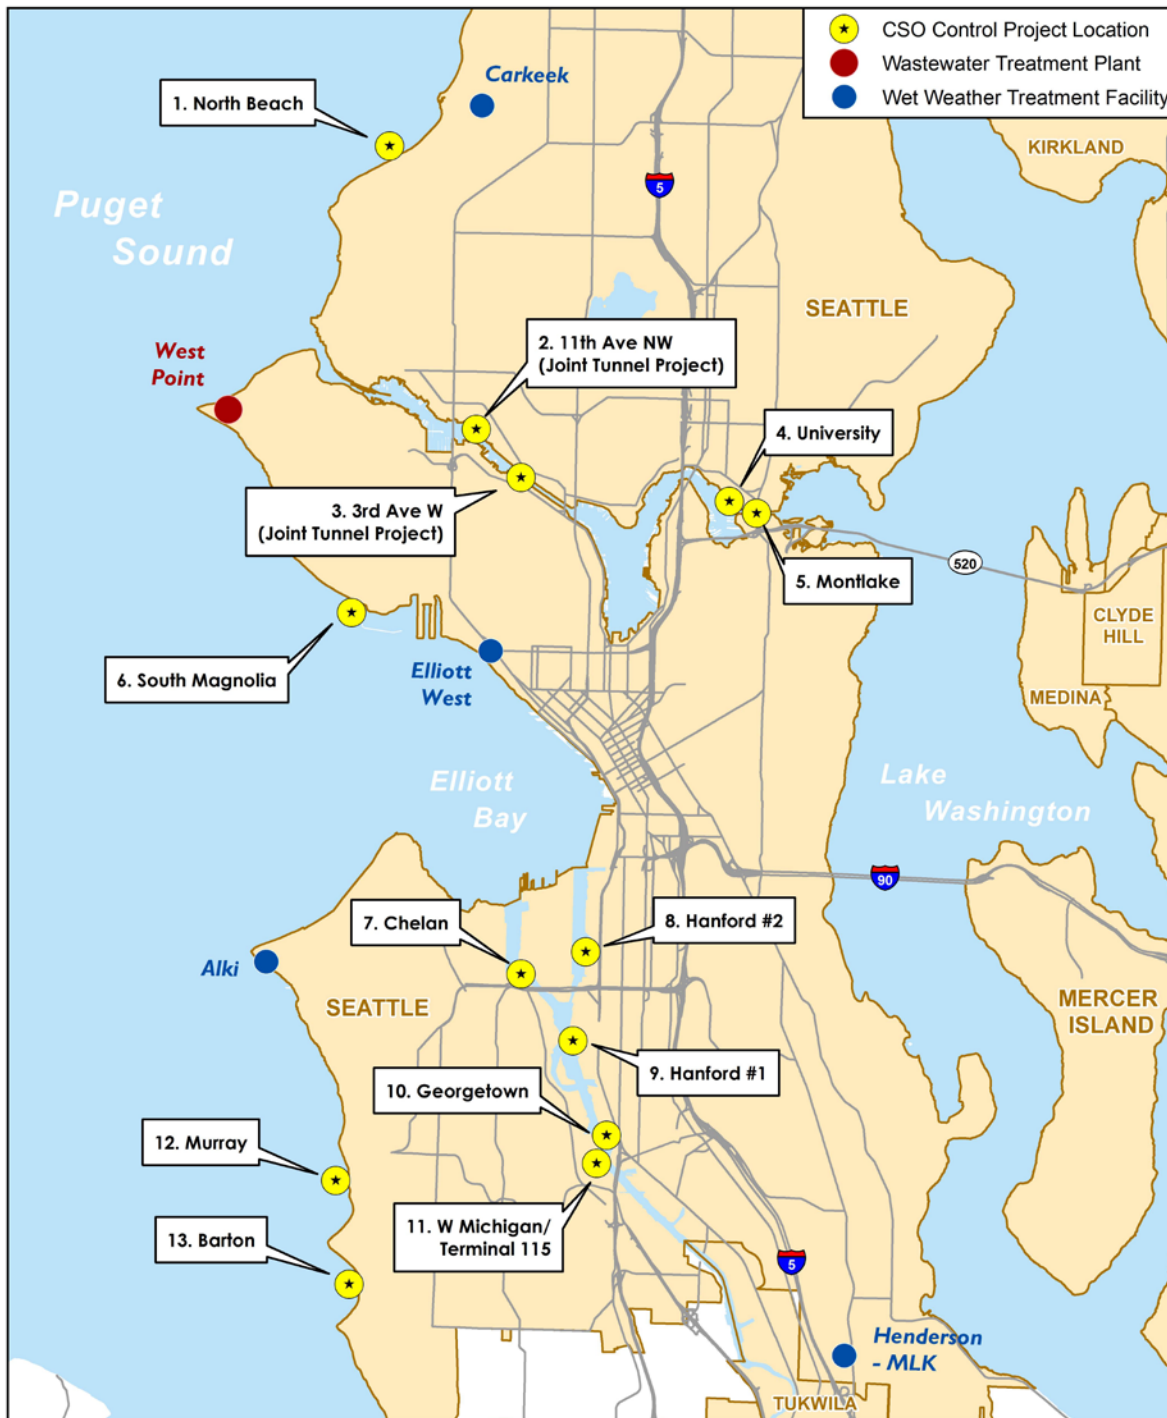 CSO Control Project Location
Wastewater Treatment Plant
Wet Weather Treatment Facility
Carkeek
1. North Beach
KIRKLAND
5
Puget
Sound
SEATTLE
2. 11th Ave NW
(Joint Tunnel Project)
West
Point
4. University
3. 3rd Ave W
(Joint Tunnel Project)
520
5. Montlake
CLYDE
HILL
6. South Magnolia
Elliott
West
MEDINA
Elliott
Bay
Lake
Washington
90
7. Chelan
8. Hanford #2
Alki
SEATTLE
MERCER
ISLAND
9. Hanford #1
10. Georgetown
12. Murray
11. W Michigan/
Terminal 115
13. Barton
5
Henderson
- MLK
TUKWILA